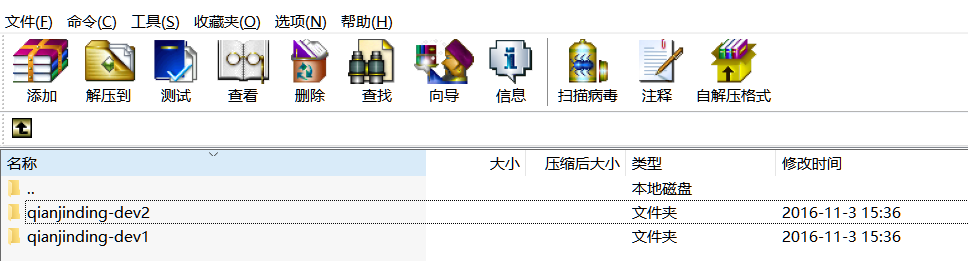 文件(F) 命令(C) 工具(S) 收藏夹(O) 选项(N) 帮助(H)
添加 解压到 测试 查看 删除 查找 向导 信息 扫描病毒 注释 自解压格式
名称 大小 压缩后大小 类型 修改时间
.. 本地磁盘
qianjinding-dev2 文件夹 2016-11-3 15:36
qianjinding-dev1 文件夹 2016-11-3 15:36